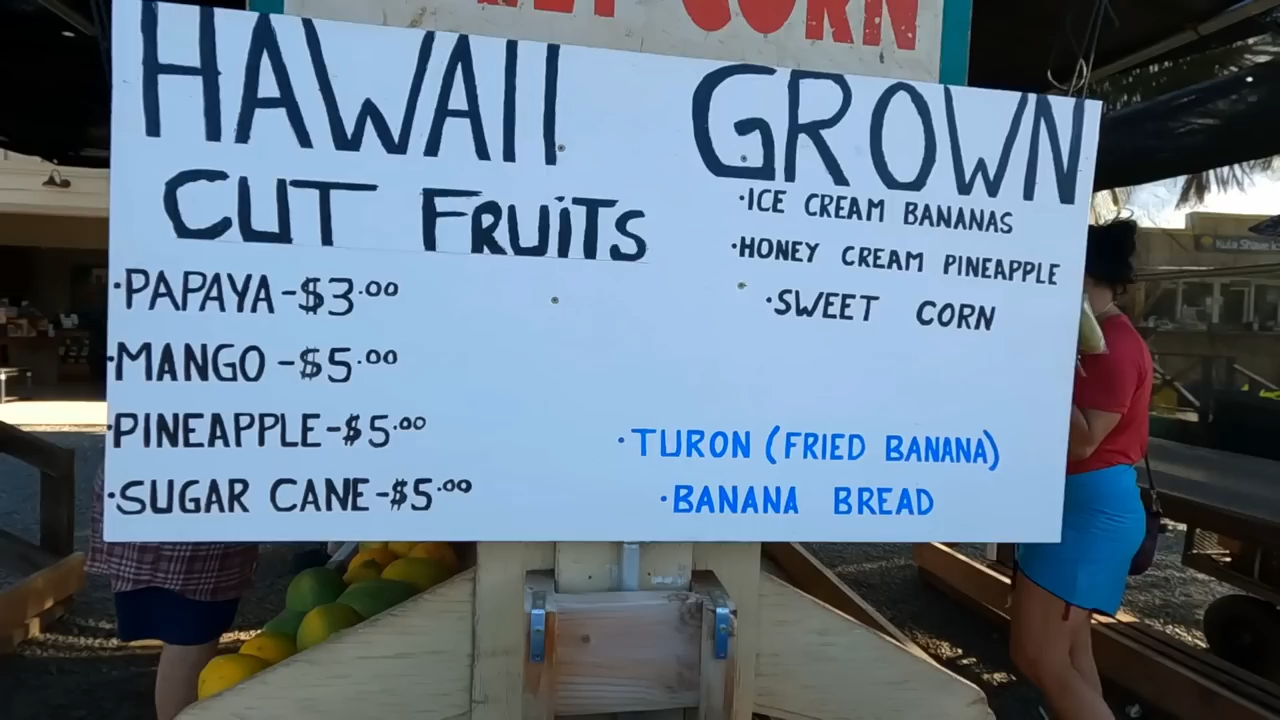 CORN
HAWAII GROWN
CUT FRUiTS
·PAPAYA-$3.00
·MANGO-$5.00
·PINEAPPLE-$5.00
·SUGAR CANE-$5.00
·ICE CREAM BANANAS
·HONEY CREAM PINEAPPLE
·SWEET CORN
·TURON (FRIED BANANA)
·BANANA BREAD